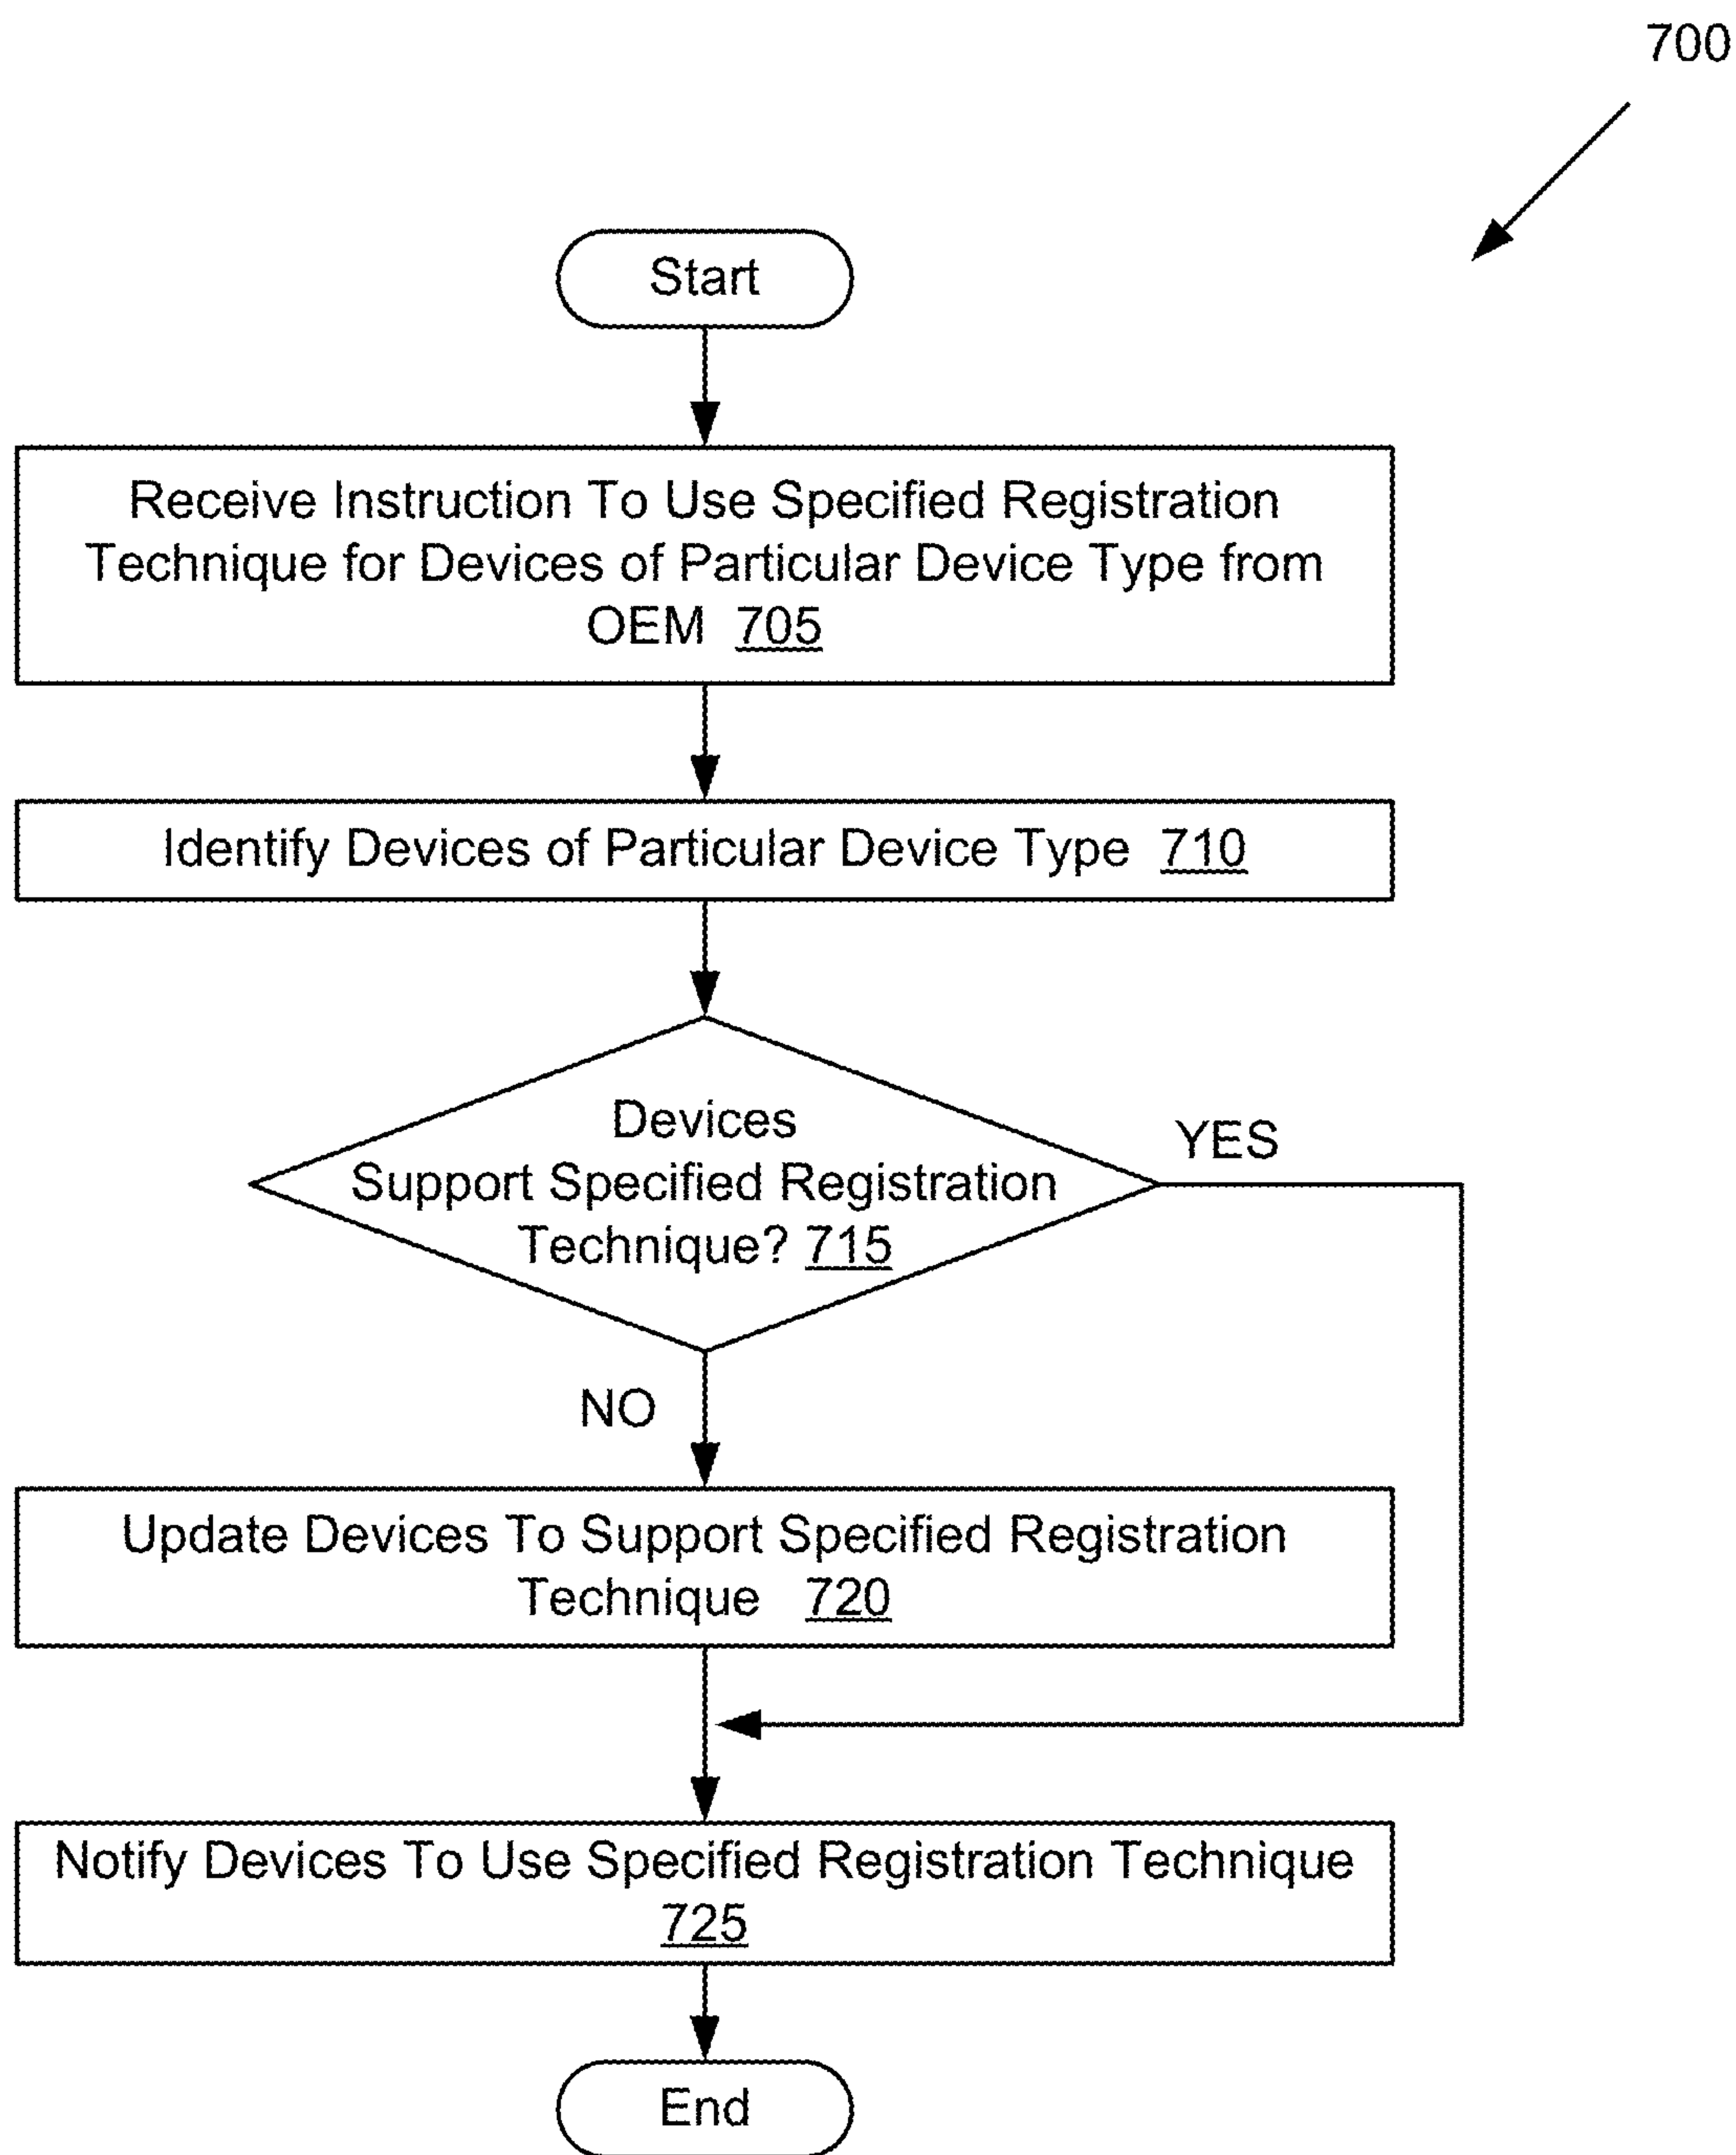 700
Start
Receive Instruction To Use Specified Registration
Technique for Devices of Particular Device Type from
OEM 705
Identify Devices of Particular Device Type 710
Devices
Support Specified Registration
Technique? 715
YES
NO
Update Devices To Support Specified Registration
Technique 720
Notify Devices To Use Specified Registration Technique
725
End